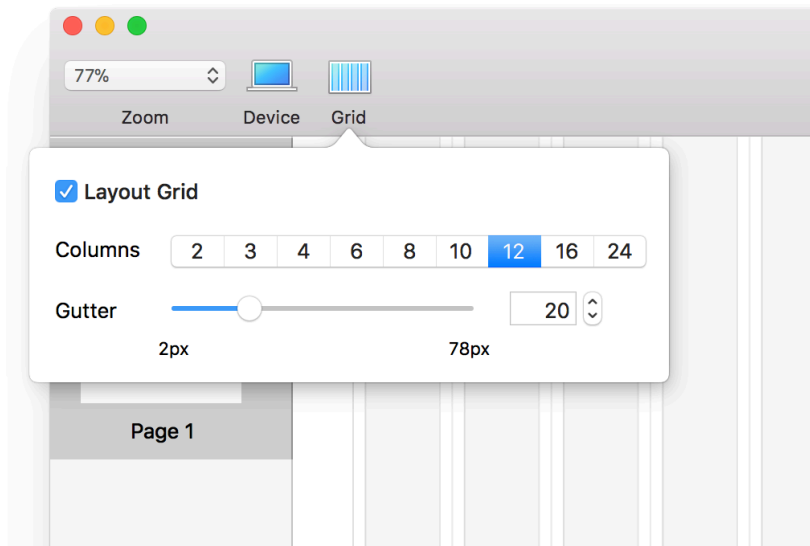 77%
Zoom Device Grid
Layout Grid
Columns 2 3 4 6 8 10 12 16 24
Gutter 20
2px 78px
Page 1